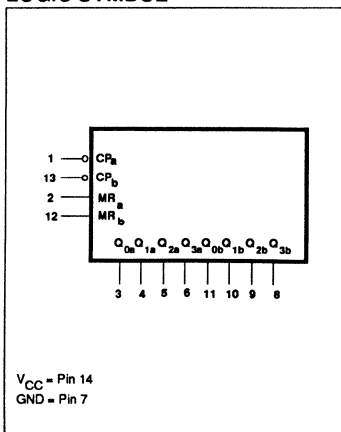 LOGIC SYMBOL
1 CPa
13 CPb
2 MRa
12 MRb
Q0a Q1a Q2a Q3a Q0b Q1b Q2b Q3b
3 4 5 6 11 10 9 8
VCC = Pin 14
GND = Pin 7